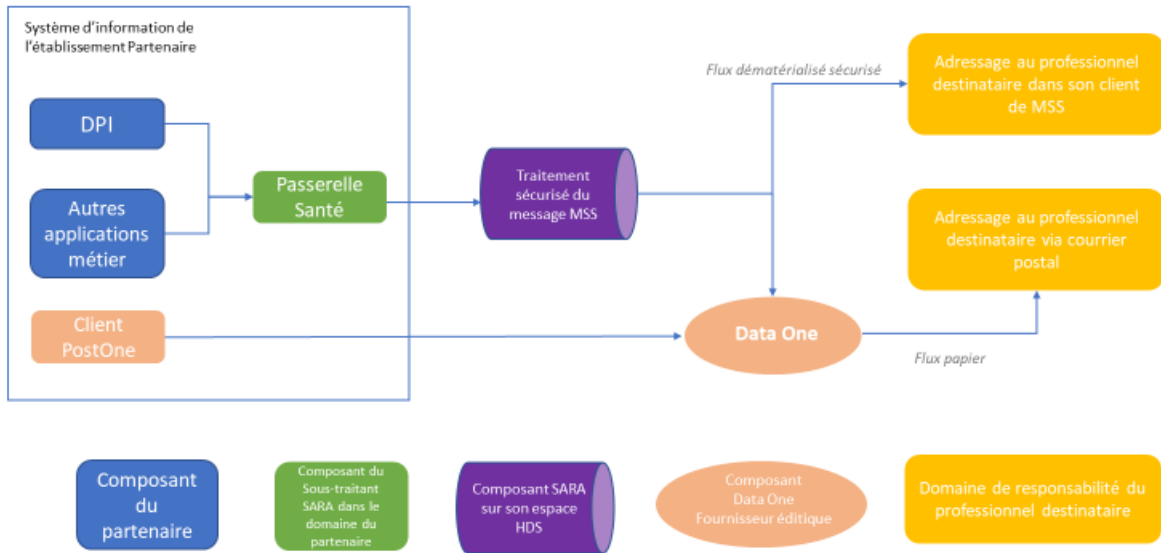 Système d'information de
l'établissement Partenaire
DPI
Autres
applications
métier
Client
PostOne
Passerelle
Santé
Traitement
sécurisé du
message MSS
Flux dématérialisé sécurisé
Adressage au professionnel
destinataire dans son client
de MSS
Adressage au professionnel
destinataire via courrier
postal
Data One
Flux papier
Composant
du
partenaire
Composant du
Sous-traitant
SARA dans le
domaine du
partenaire
Composant SARA
sur son espace
HDS
Composant
Data One
Fournisseur éditique
Domaine de responsabilité du
professionnel destinataire